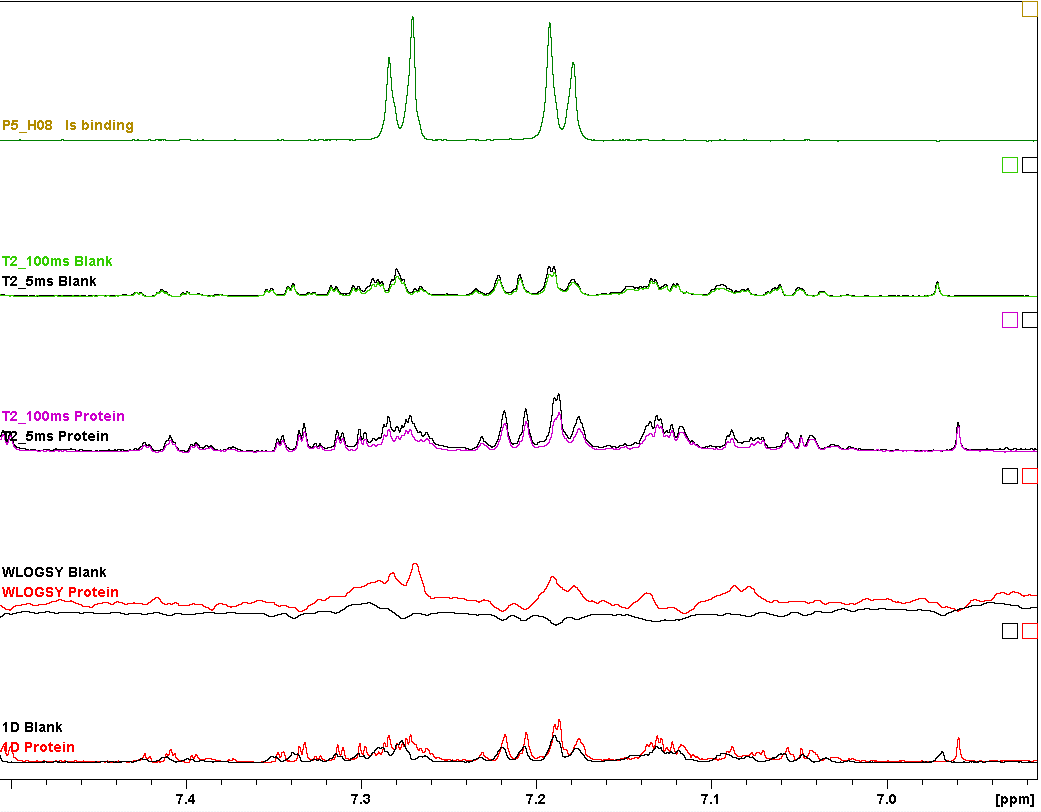 P5_H08 Is binding
T2_100ms Blank
T2_5ms Blank
T2_100ms Protein
T2_5ms Protein
WLOGSY Blank
WLOGSY Protein
1D Blank
1D Protein
7.4 7.3 7.2 7.1 7.0 [ppm]